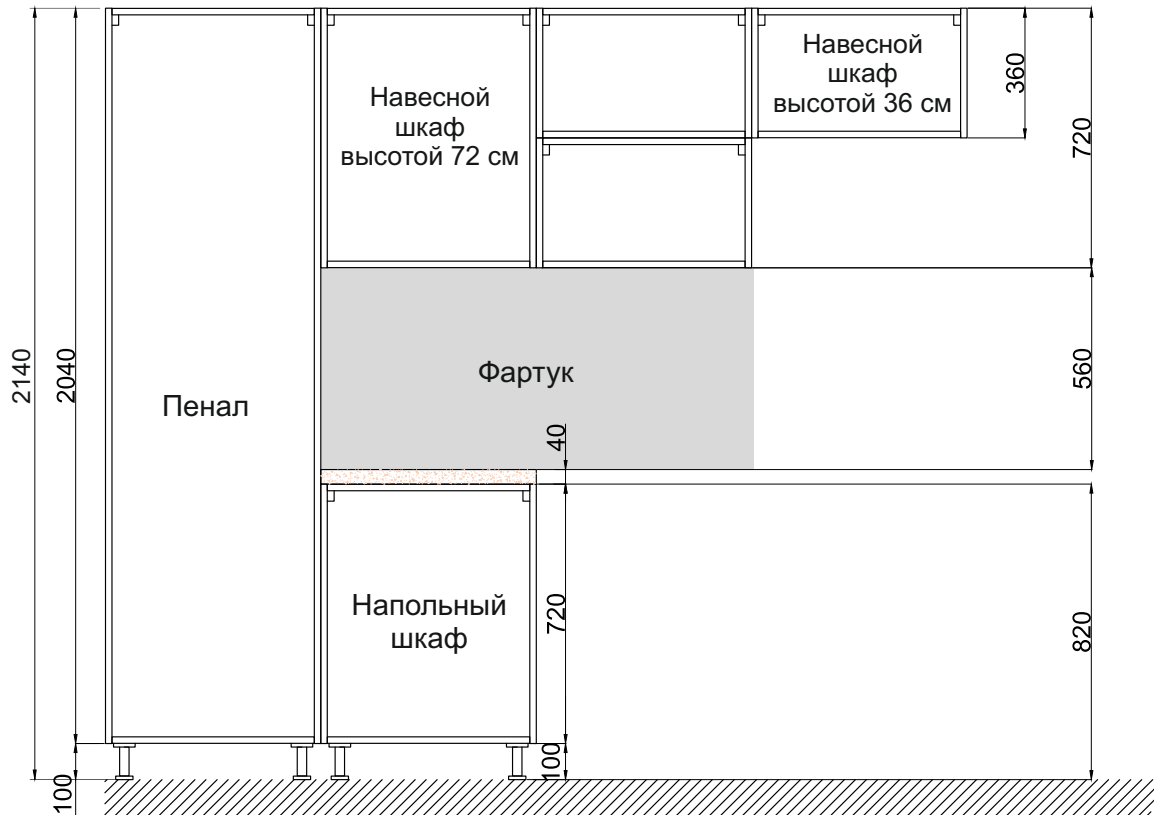 Навесной
шкаф
высотой 72 см
Навесной
шкаф
высотой 36 см
360
720
2140
2040
Пенал
Фартук
560
40
Напольный
шкаф
720
820
100
100